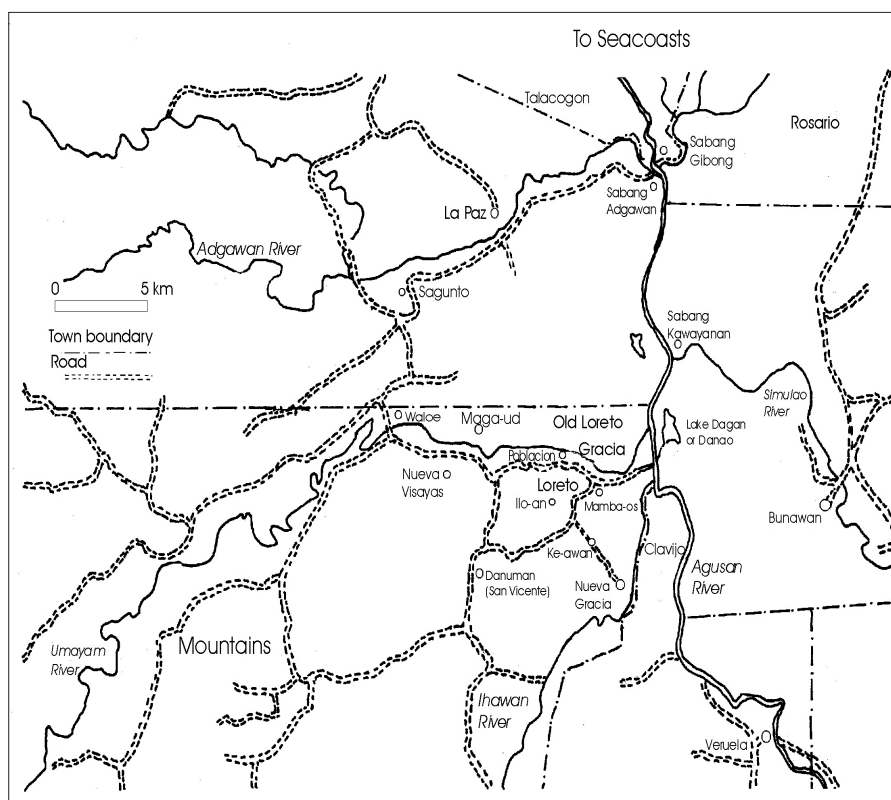 To Seacoasts
Talacogon
Rosario
Sabang
Gibong
Sabang
Adgawan
La Paz
Adgawan River
0 5 km
Sagunto
Town boundary
Road
Sabang
Kawayanan
Simulao
River
Waloe
Maga-ud
Old Loreto
Gracia
Lake Dagan
or Danao
Poblacion
Nueva
Visayas
Loreto
Ilo-an
Mamba-os
Bunawan
Ke-awan
Clavijo
Danuman
(San Vicente)
Nueva
Gracia
Agusan
River
Umayam
River
Mountains
Ihawan
River
Veruela